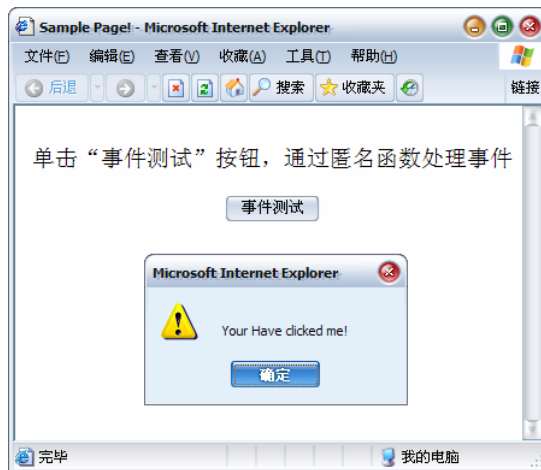 Sample Page! - Microsoft Internet Explorer
文件(F) 编辑(E) 查看(V) 收藏(A) 工具(T) 帮助(H)
后退 搜索 收藏夹 链接
单击“事件测试”按钮，通过匿名函数处理事件
事件测试
Microsoft Internet Explorer
Your Have clicked me!
确定
完毕 我的电脑